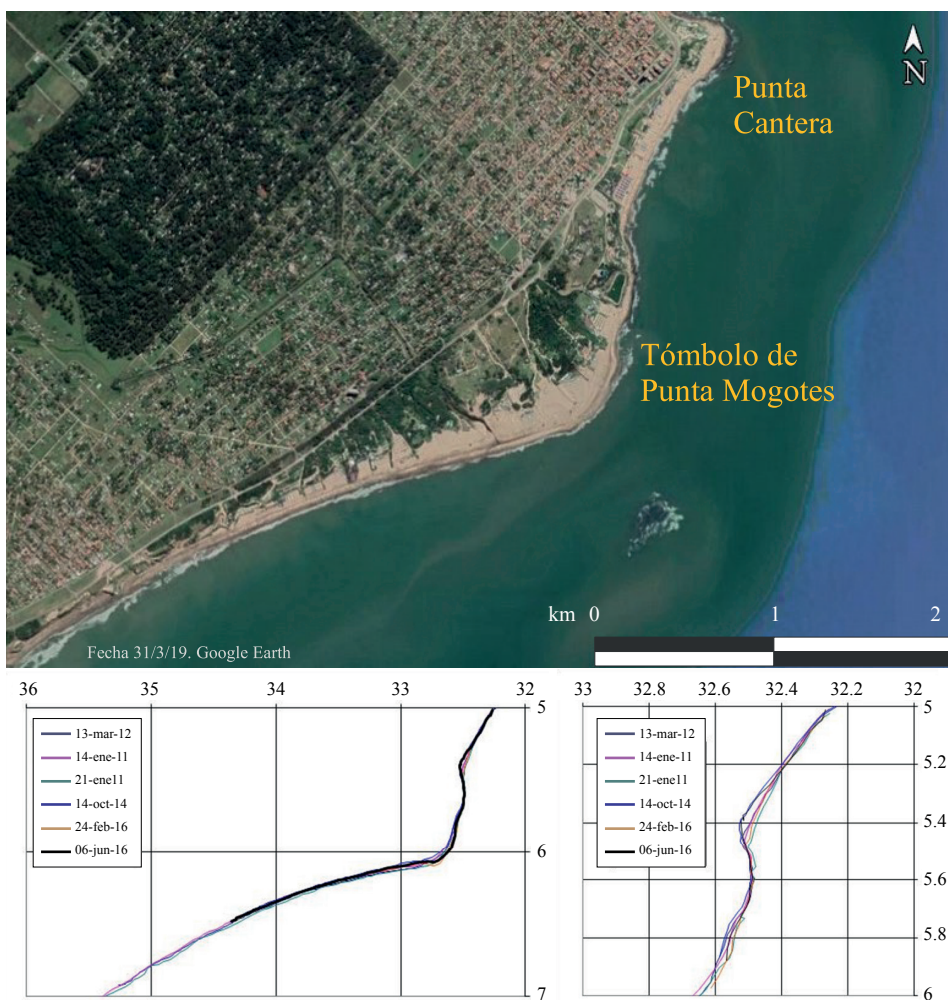 N
Punta
Cantera
Tómbolo de
Punta Mogotes
km 0 1 2
Fecha 31/3/19. Google Earth
36 35 34 33 32
5
6
7
13-mar-12
14-ene-11
21-ene11
14-oct-14
24-feb-16
06-jun-16
33 32.8 32.6 32.4 32.2 32
5
5.2
5.4
5.6
5.8
6
13-mar-12
14-ene-11
21-ene11
14-oct-14
24-feb-16
06-jun-16